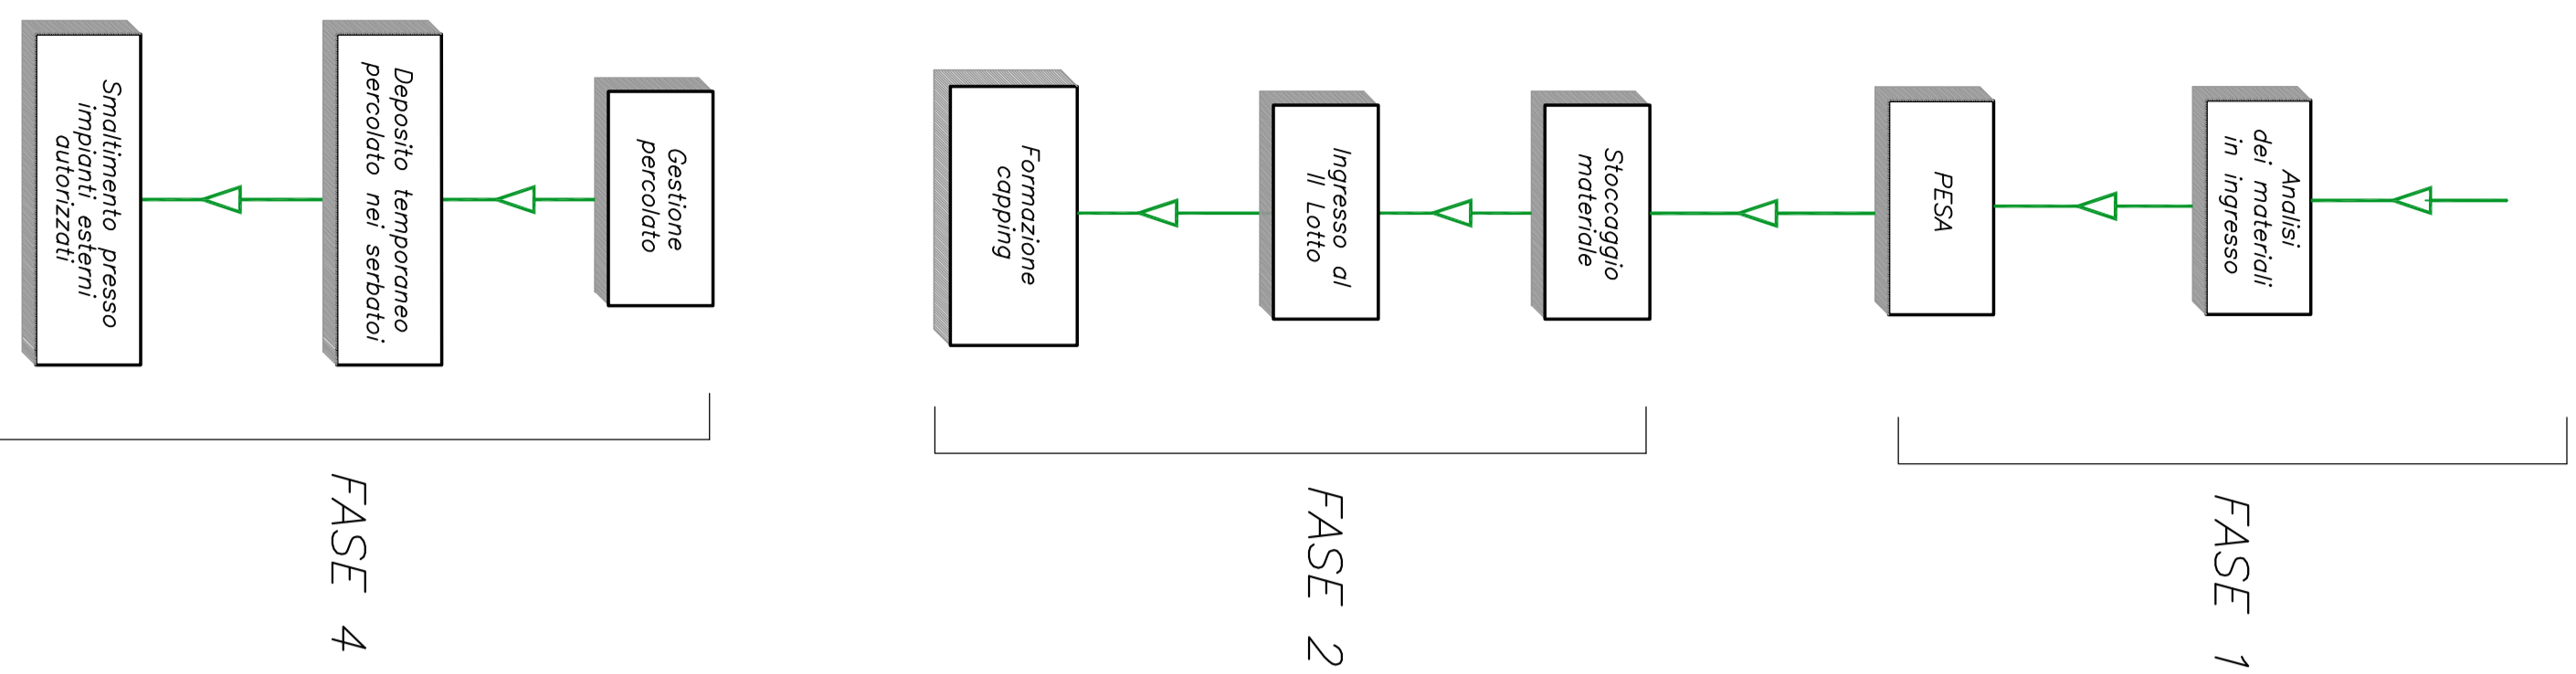 Analisi
dei materiali
in ingresso
PESA
FASE 1
Stoccaggio
materiale
Ingresso al
II Lotto
Formazione
capping
FASE 2
Gestione
percolato
Deposito temporaneo
percolato nei serbatoi
Smaltimento presso
impianti esterni
autorizzati
FASE 4